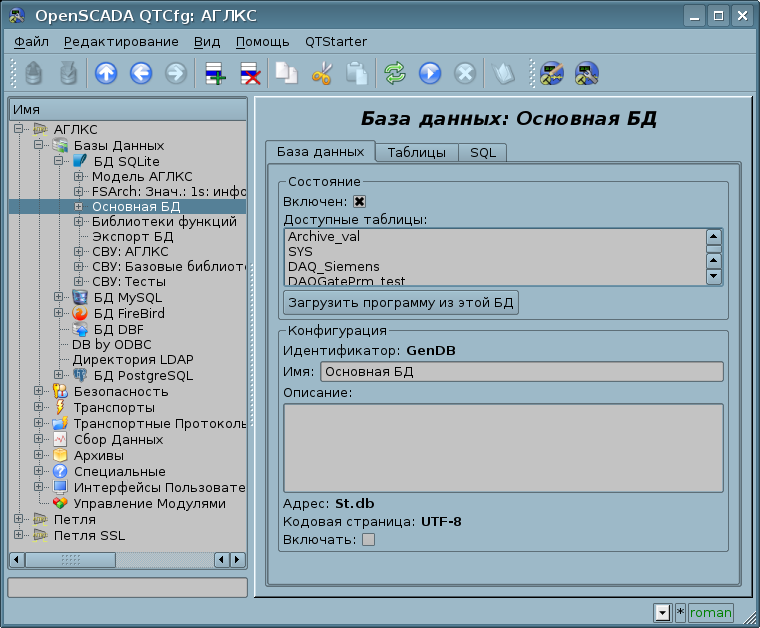 OpenSCADA QTCfg: АГЛКС
Файл Редактирование Вид Помощь QTStarter
Имя
АГЛКС
Базы Данных
БД SQLite
Модель АГЛКС
FSArch: Знач.: 1s: инфо
Основная БД
Библиотеки функций
Экспорт БД
СВУ: АГЛКС
СВУ: Базовые библиот
СВУ: Тесты
БД MySQL
БД FireBird
БД DBF
DB by ODBC
Директория LDAP
БД PostgreSQL
Безопасность
Транспорты
Транспортные Протоколы
Сбор Данных
Архивы
Специальные
Интерфейсы Пользовате
Управление Модулями
Петля
Петля SSL
База данных: Основная БД
База данных Таблицы SQL
Состояние
Включен:
Доступные таблицы:
Archive_val
SYS
DAQ_Siemens
DAQGatePrm_test
Загрузить программу из этой БД
Конфигурация
Идентификатор: GenDB
Имя: Основная БД
Описание:
Адрес: St.db
Кодовая страница: UTF-8
Включать:
* roman